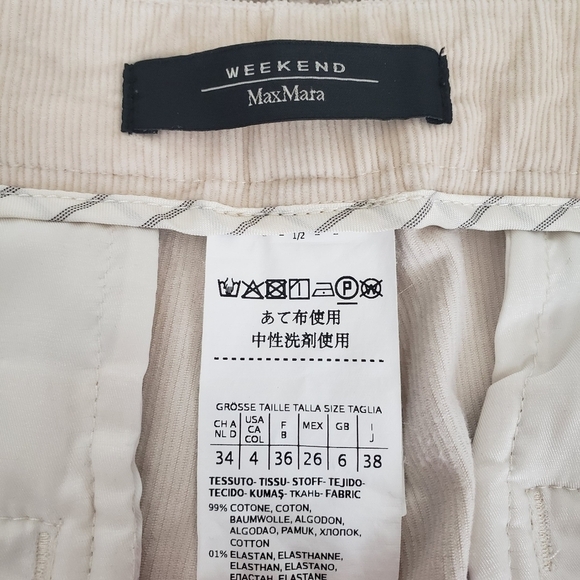 WEEKEND
MaxMara
1/2
P W
あて布使用
中性洗剤使用
GRÖSSE TAILLE TALLA SIZE TAGLIA
CH A NL D USA CA COL F B MEX GB I J
34 4 36 26 6 38
TESSUTO- TISSU- STOFF- TEJIDO-
TECIDO- KUMAŞ- ТКАНЬ- FABRIC
99% COTONE, COTON,
BAUMWOLLE, ALGODON,
ALGODAO, PAMUK, ХЛОПОК,
COTTON
01% ELASTAN, ELASTHANNE,
ELASTHAN, ELASTANO,
ЕЛАСТАН, ELASTANE